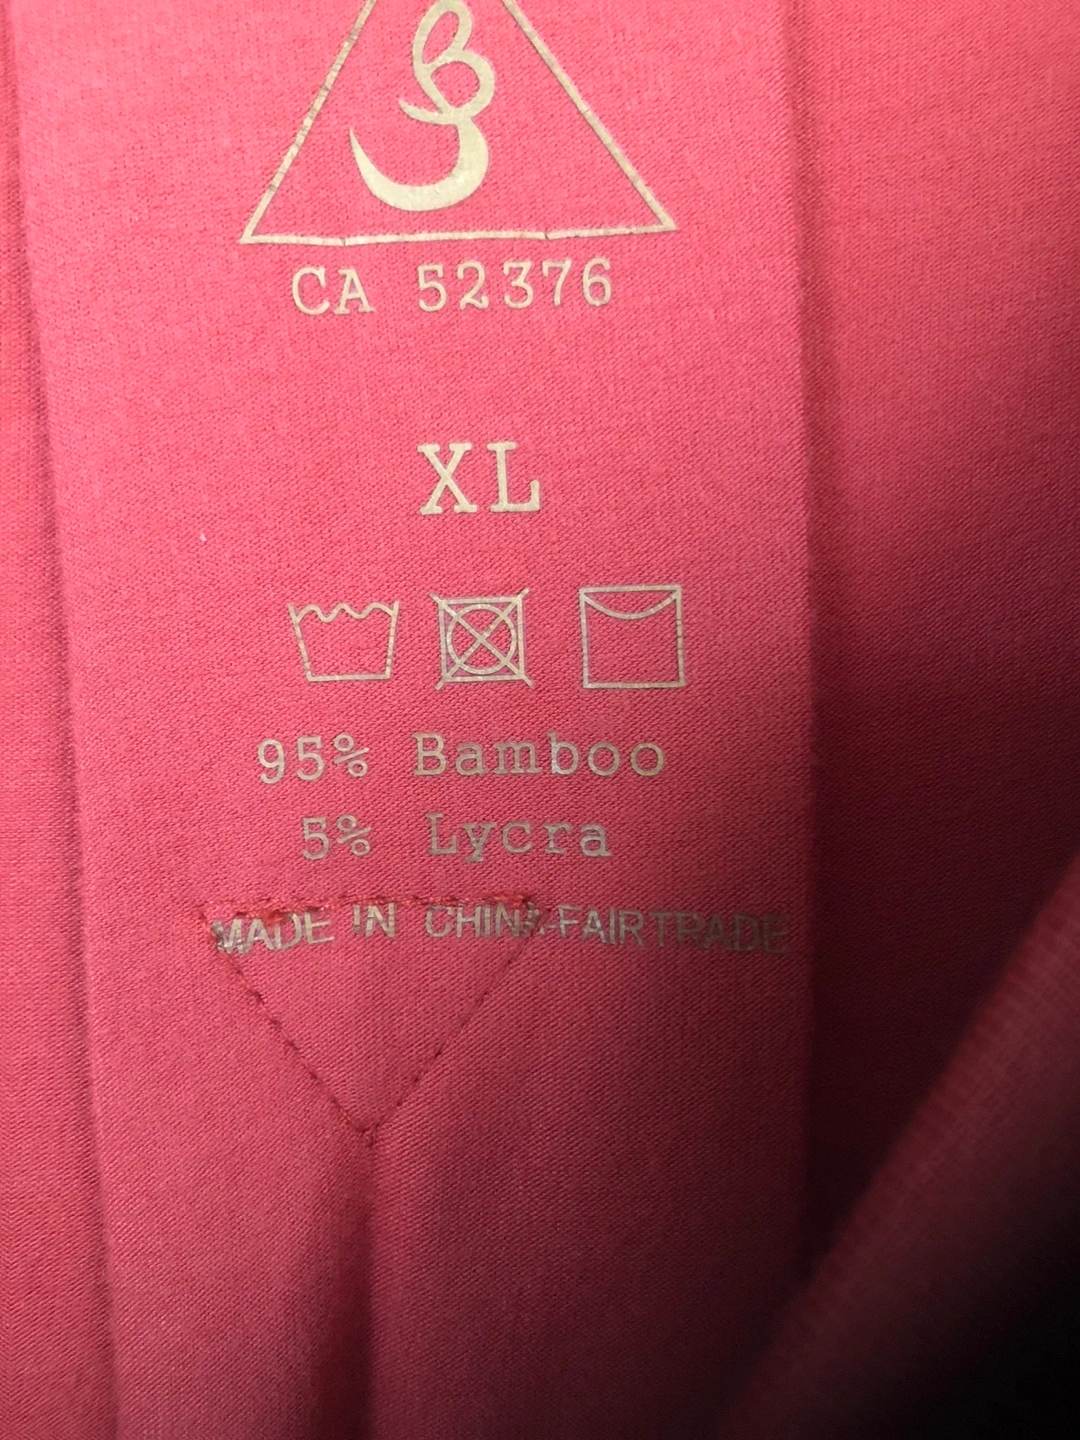 CA 52376
XL
95% Bamboo
5% Lycra
MADE IN CHINA-FAIRTRADE